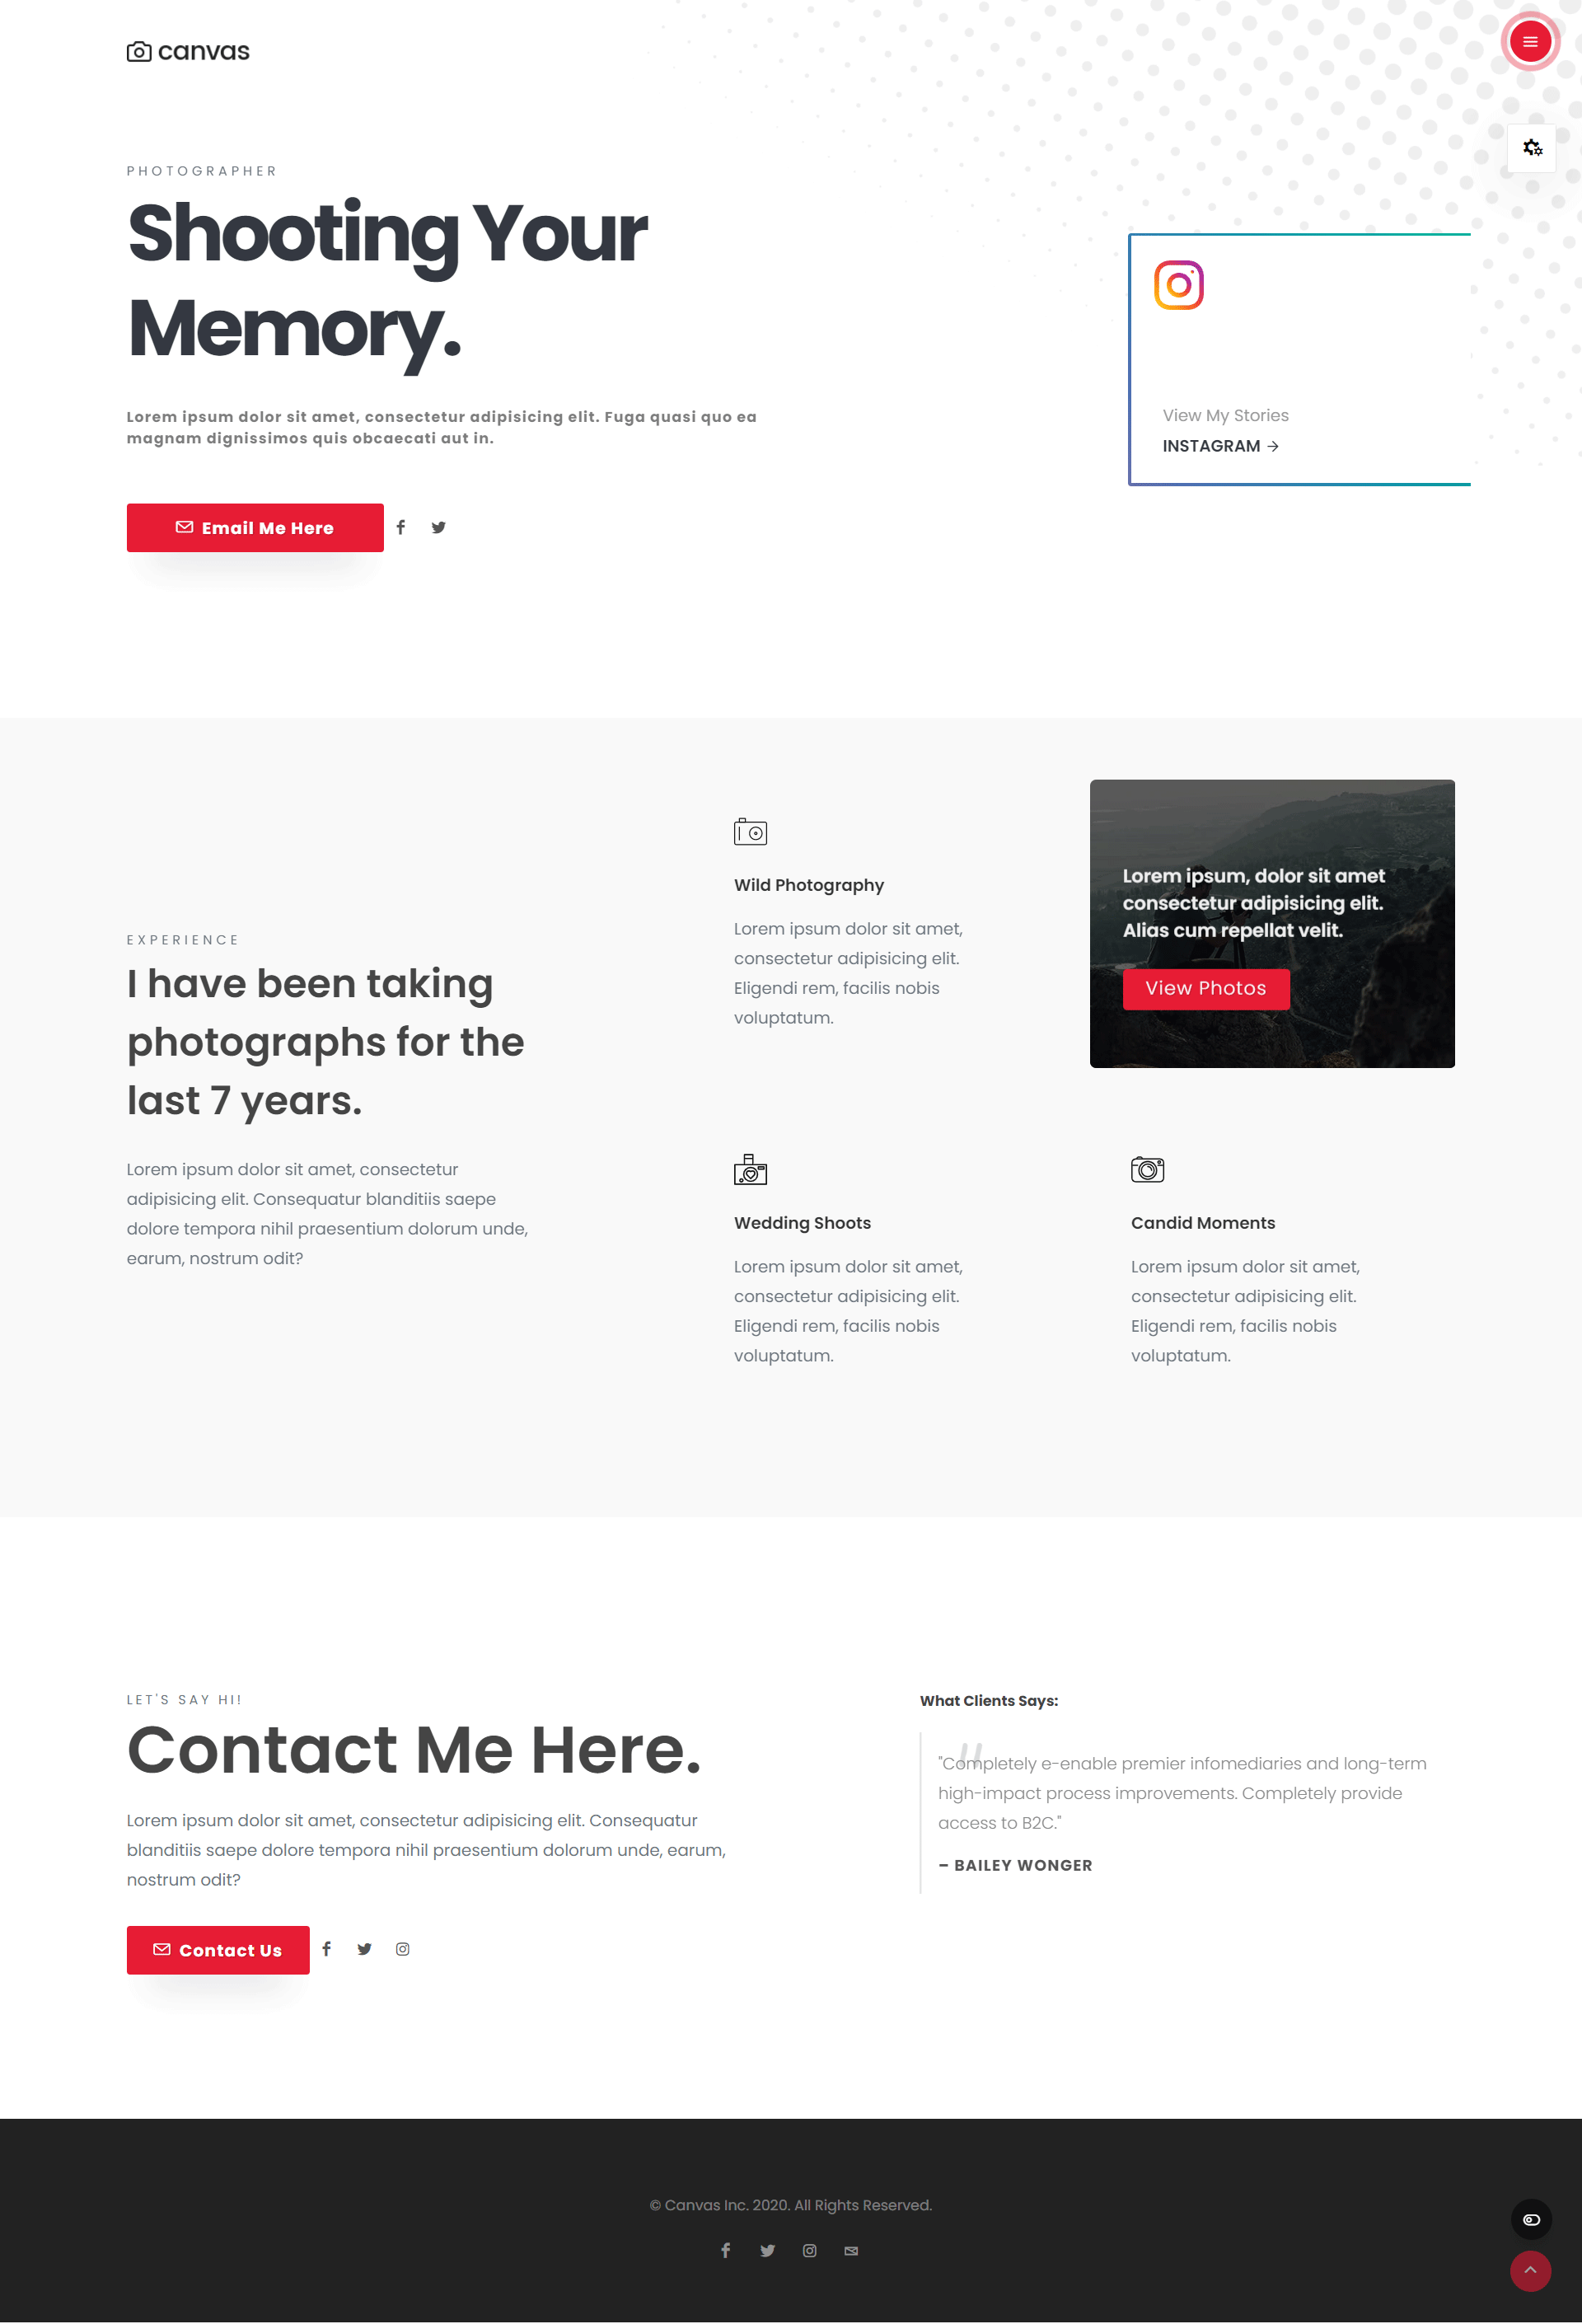 canvas
PHOTOGRAPHER
Shooting Your
Memory.
Lorem ipsum dolor sit amet, consectetur adipisicing elit. Fuga quasi quo ea
magnam dignissimos quis obcaecati aut in.
Email Me Here
View My Stories
INSTAGRAM →
EXPERIENCE
I have been taking
photographs for the
last 7 years.
Lorem ipsum dolor sit amet, consectetur
adipisicing elit. Consequatur blanditiis saepe
dolore tempora nihil praesentium dolorum unde,
earum, nostrum odit?
Wild Photography
Lorem ipsum dolor sit amet,
consectetur adipisicing elit.
Eligendi rem, facilis nobis
voluptatum.
Lorem ipsum, dolor sit amet
consectetur adipisicing elit.
Alias cum repellat velit.
View Photos
Wedding Shoots
Lorem ipsum dolor sit amet,
consectetur adipisicing elit.
Eligendi rem, facilis nobis
voluptatum.
Candid Moments
Lorem ipsum dolor sit amet,
consectetur adipisicing elit.
Eligendi rem, facilis nobis
voluptatum.
LET'S SAY HI!
Contact Me Here.
Lorem ipsum dolor sit amet, consectetur adipisicing elit. Consequatur
blanditiis saepe dolore tempora nihil praesentium dolorum unde, earum,
nostrum odit?
Contact Us
What Clients Says:
"Completely e-enable premier infomediaries and long-term
high-impact process improvements. Completely provide
access to B2C."
– BAILEY WONGER
© Canvas Inc. 2020. All Rights Reserved.